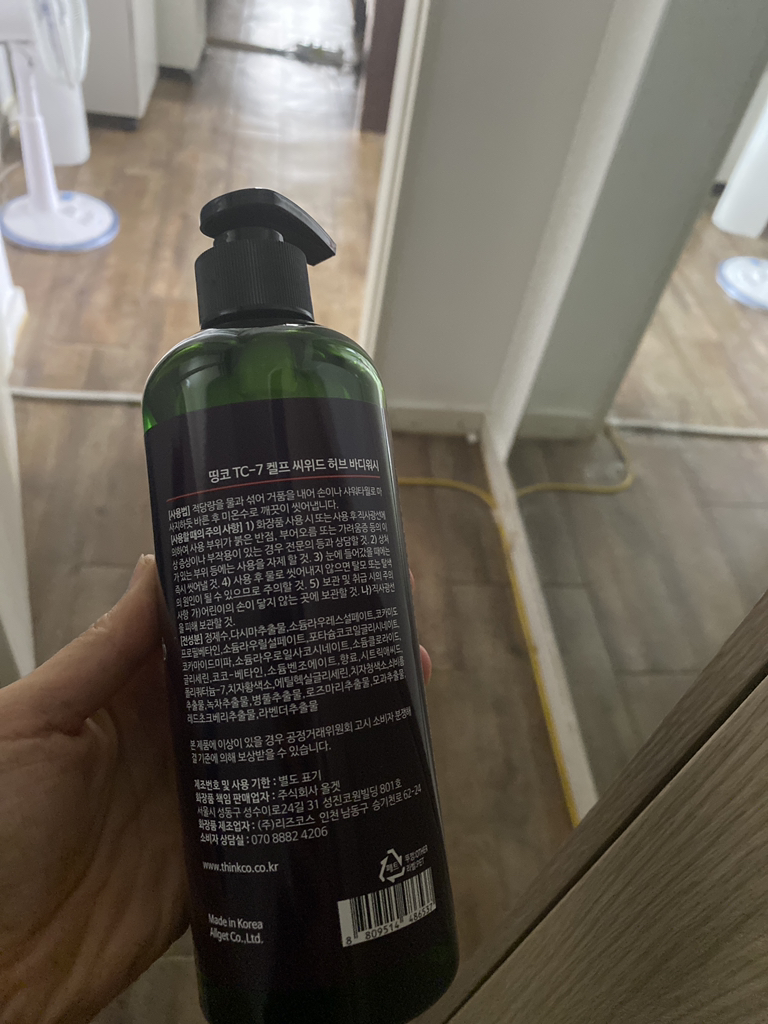 띵코 TC-7 켈프 씨위드 허브 바디워시
[사용법] 적당량을 물과 섞어 거품을 내어 손이나 샤워타월로 마
사지하듯 바른 후 미온수로 깨끗이 씻어냅니다.
[사용할 때의 주의사항] 1) 화장품 사용 시 또는 사용 후 직사광선에
의하여 사용 부위가 붉은 반점, 부어오름 또는 가려움증 등의 이
상 증상이나 부작용이 있는 경우 전문의 등과 상담할 것. 2) 상처
가 있는 부위 등에는 사용을 자제 할 것. 3) 눈에 들어갔을 때에는
즉시 씻어낼 것. 4) 사용 후 물로 씻어내지 않으면 탈모 또는 탈색
의 원인이 될 수 있으므로 주의할 것. 5) 보관 및 취급 시의 주의
사항 가)어린이의 손이 닿지 않는 곳에 보관할 것. 나)직사광선
을 피해 보관할 것.
[전성분] 정제수,다시마추출물,소듐라우레스설페이트,코카미도
프로필베타인,소듐라우릴설페이트,포타슘코코일글리시네이트,
코카마이드미파,소듐라우로일사코시네이트,소듐클로라이드,
글리세린,코코-베타인,소듐벤조에이트,향료,시트릭애씨드,
폴리쿼터늄-7,치자황색소,에틸헥실글리세린,치자청색소,쇠비름
추출물,녹차추출물,병풀추출물,로즈마리추출물,모과추출물,
레드초크베리추출물,라벤더추출물
본 제품에 이상이 있을 경우 공정거래위원회 고시 소비자 분쟁해
결 기준에 의해 보상받을 수 있습니다.
제조번호 및 사용 기한 : 별도 표기
화장품 책임 판매업자 : 주식회사 올겟
서울시 성동구 성수이로24길 31 성진코원빌딩 801호
화장품 제조업자 : (주)리즈코스 인천 남동구 승기천로 62-24
소비자 상담실 : 070 8882 4206
www.thinkco.co.kr
페트
뚜껑:OTHER
라벨:PET
Made in Korea
Allget Co.,Ltd.
8 809514 486537